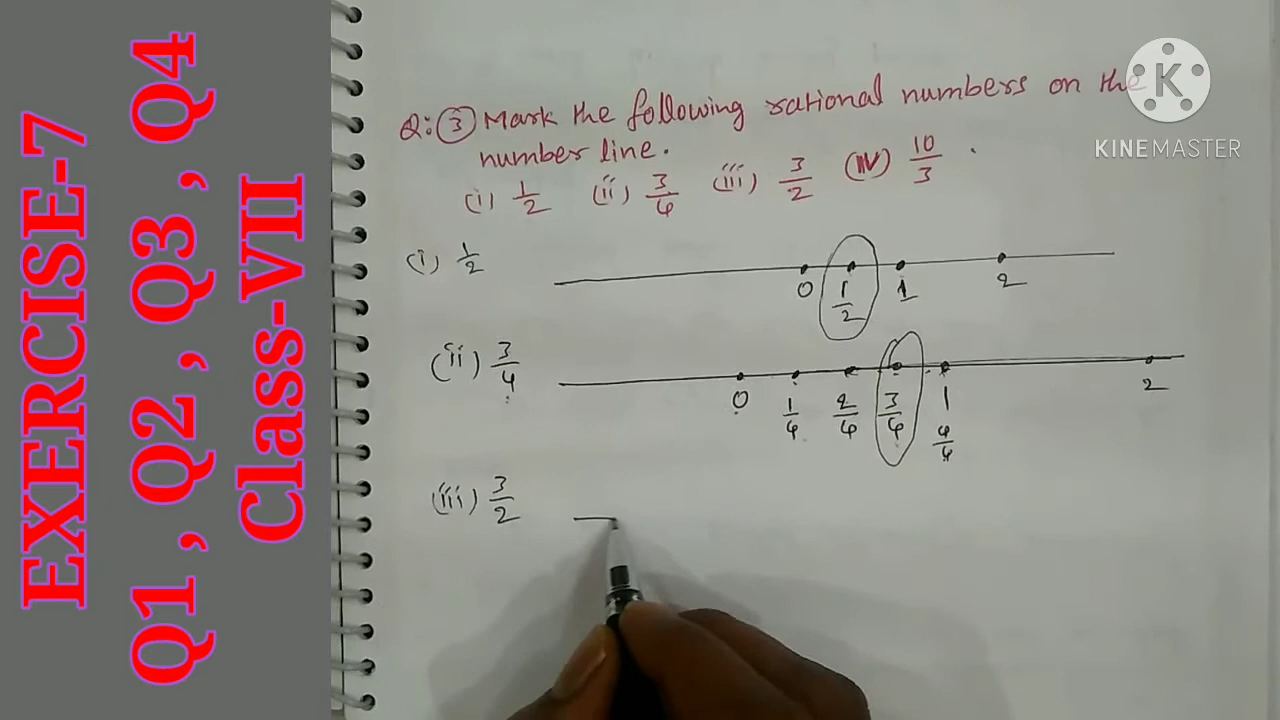 EXERCISE-7
Q1 , Q2 , Q3 , Q4
Class-VII
KINEMASTER
Q:③ Mark the following rational numbers on the
number line.
(i) 1/2 (ii) 3/4 (iii) 3/2 (IV) 10/3 .
(i) 1/2
0 1/2 1 2
(ii) 3/4
0 1/4 2/4 3/4 1 2
4/4
(iii) 3/2